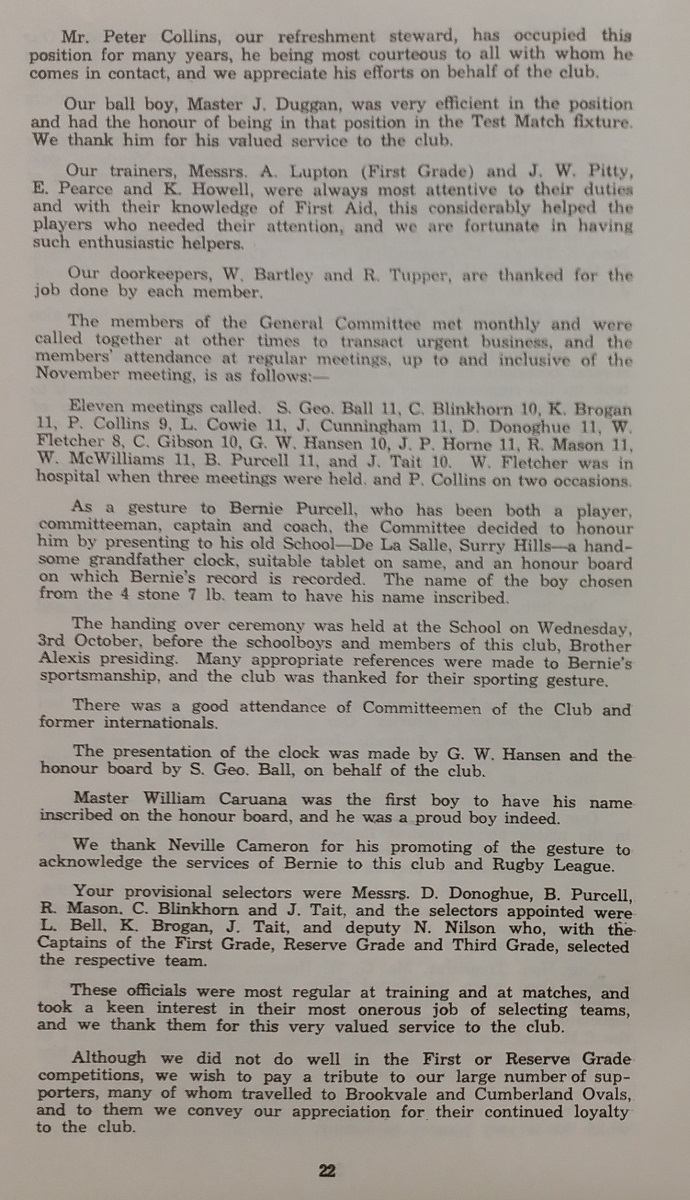 Mr. Peter Collins, our refreshment steward, has occupied this
position for many years, he being most courteous to all with whom he
comes in contact, and we appreciate his efforts on behalf of the club.
Our ball boy, Master J. Duggan, was very efficient in the position
and had the honour of being in that position in the Test Match fixture.
We thank him for his valued service to the club.
Our trainers, Messrs. A. Lupton (First Grade) and J. W. Pitty,
E. Pearce and K. Howell, were always most attentive to their duties
and with their knowledge of First Aid, this considerably helped the
players who needed their attention, and we are fortunate in having
such enthusiastic helpers.
Our doorkeepers, W. Bartley and R. Tupper, are thanked for the
job done by each member.
The members of the General Committee met monthly and were
called together at other times to transact urgent business, and the
members' attendance at regular meetings, up to and inclusive of the
November meeting, is as follows:—
Eleven meetings called. S. Geo. Ball 11, C. Blinkhorn 10, K. Brogan
11, P. Collins 9, L. Cowie 11, J. Cunningham 11, D. Donoghue 11, W.
Fletcher 8, C. Gibson 10, G. W. Hansen 10, J. P. Horne 11, R. Mason 11,
W. McWilliams 11, B. Purcell 11, and J. Tait 10. W. Fletcher was in
hospital when three meetings were held, and P. Collins on two occasions.
As a gesture to Bernie Purcell, who has been both a player,
committeeman, captain and coach, the Committee decided to honour
him by presenting to his old School—De La Salle, Surry Hills—a hand-
some grandfather clock, suitable tablet on same, and an honour board
on which Bernie's record is recorded. The name of the boy chosen
from the 4 stone 7 lb. team to have his name inscribed.
The handing over ceremony was held at the School on Wednesday,
3rd October, before the schoolboys and members of this club, Brother
Alexis presiding. Many appropriate references were made to Bernie's
sportsmanship, and the club was thanked for their sporting gesture.
There was a good attendance of Committeemen of the Club and
former internationals.
The presentation of the clock was made by G. W. Hansen and the
honour board by S. Geo. Ball, on behalf of the club.
Master William Caruana was the first boy to have his name
inscribed on the honour board, and he was a proud boy indeed.
We thank Neville Cameron for his promoting of the gesture to
acknowledge the services of Bernie to this club and Rugby League.
Your provisional selectors were Messrs. D. Donoghue, B. Purcell,
R. Mason, C. Blinkhorn and J. Tait, and the selectors appointed were
L. Bell, K. Brogan, J. Tait, and deputy N. Nilson who, with the
Captains of the First Grade, Reserve Grade and Third Grade, selected
the respective team.
These officials were most regular at training and at matches, and
took a keen interest in their most onerous job of selecting teams,
and we thank them for this very valued service to the club.
Although we did not do well in the First or Reserve Grade
competitions, we wish to pay a tribute to our large number of sup-
porters, many of whom travelled to Brookvale and Cumberland Ovals,
and to them we convey our appreciation for their continued loyalty
to the club.
22